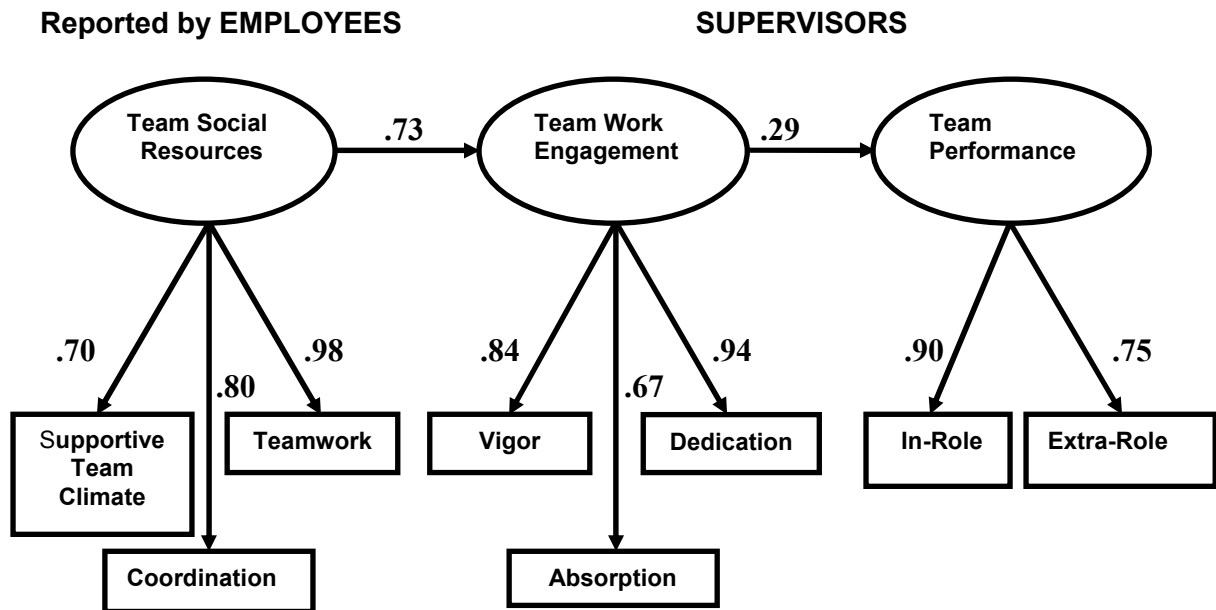 Reported by EMPLOYEES
SUPERVISORS
Team Social
Resources
.73
Team Work
Engagement
.29
Team
Performance
.70
.80
.98
.84
.67
.94
.90
.75
Supportive
Team
Climate
Teamwork
Vigor
Dedication
In-Role
Extra-Role
Coordination
Absorption